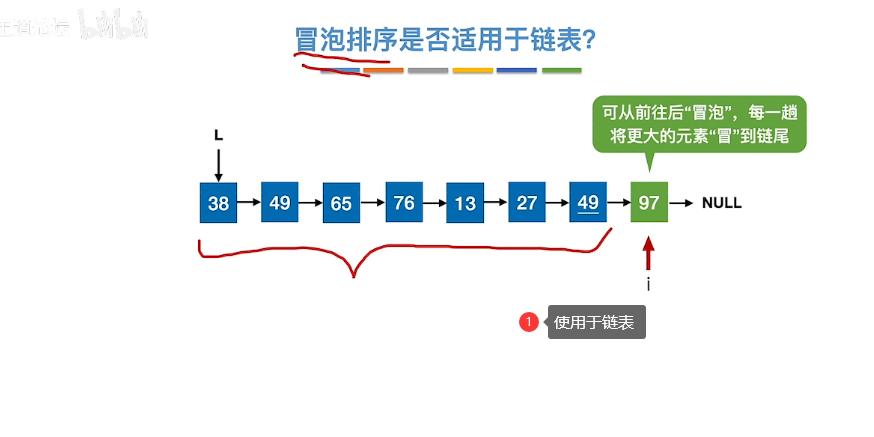 王道论坛 bilibili
冒泡排序是否适用于链表?
可从前往后“冒泡”，每一趟
将更大的元素“冒”到链尾
L
38 49 65 76 13 27 49 97 NULL
i
1 使用于链表